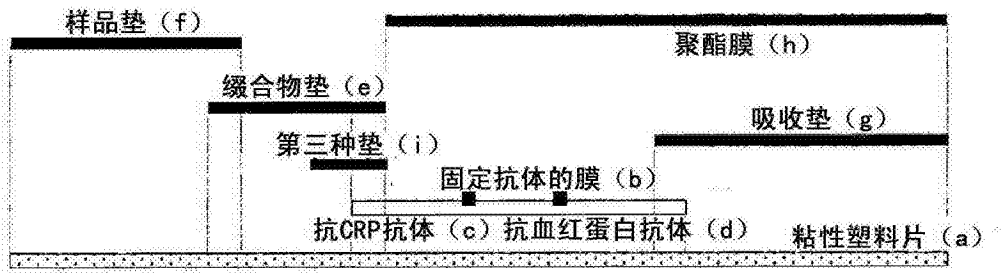 样品垫（f）
聚酯膜（h）
缀合物垫（e）
吸收垫（g）
第三种垫（i）
固定抗体的膜（b）
抗CRP抗体（c）抗血红蛋白抗体（d）
粘性塑料片（a）